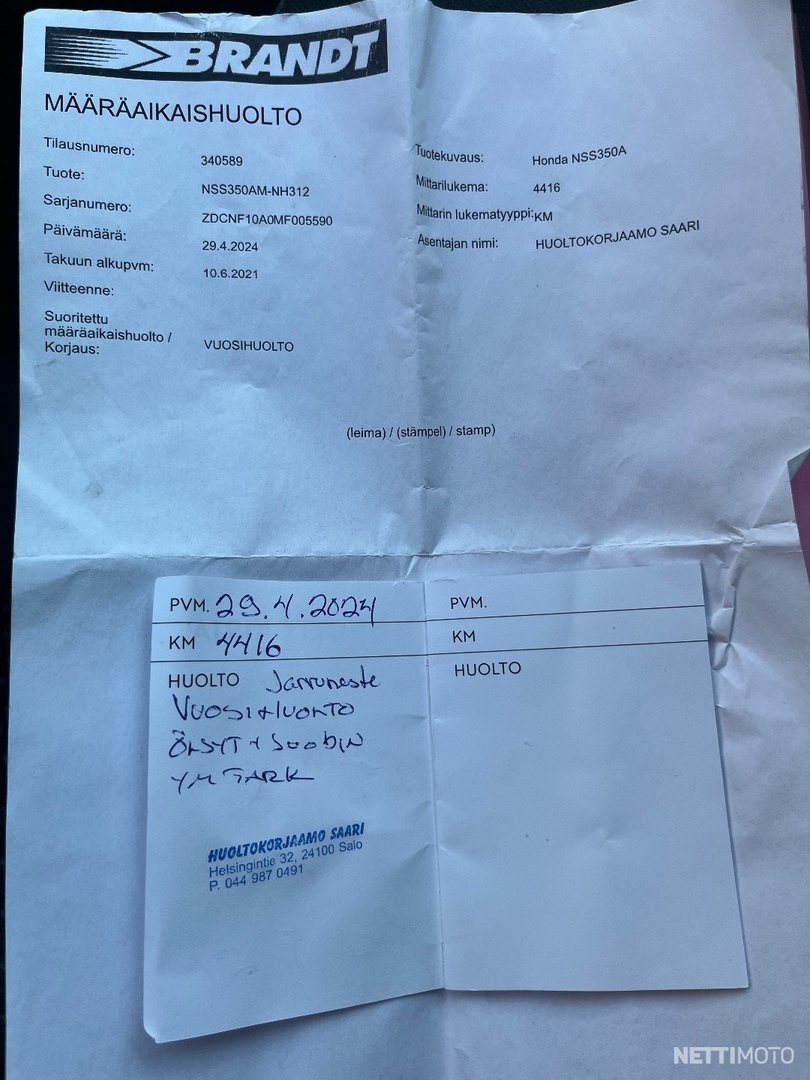 BRANDT
MÄÄRÄAIKAISHUOLTO
Tilausnumero: 340589
Tuote: NSS350AM-NH312
Sarjanumero: ZDCNF10A0MF005590
Päivämäärä: 29.4.2024
Takuun alkupvm: 10.6.2021
Viitteenne:
Suoritettu
määräaikaishuolto /
Korjaus: VUOSIHUOLTO
Tuotekuvaus: Honda NSS350A
Mittarilukema: 4416
Mittarin lukematyyppi: KM
Asentajan nimi: HUOLTOKORJAAMO SAARI
(leima) / (stämpel) / stamp)
PVM. 29.4.2024
KM 4416
HUOLTO Jarruneste
VUOSIHUOLTO
ÖLJYT + SUODIN
YM TARK
HUOLTOKORJAAMO SAARI
Helsingintie 32, 24100 Salo
P. 044 987 0491
PVM.
KM
HUOLTO
NETTIMOTO